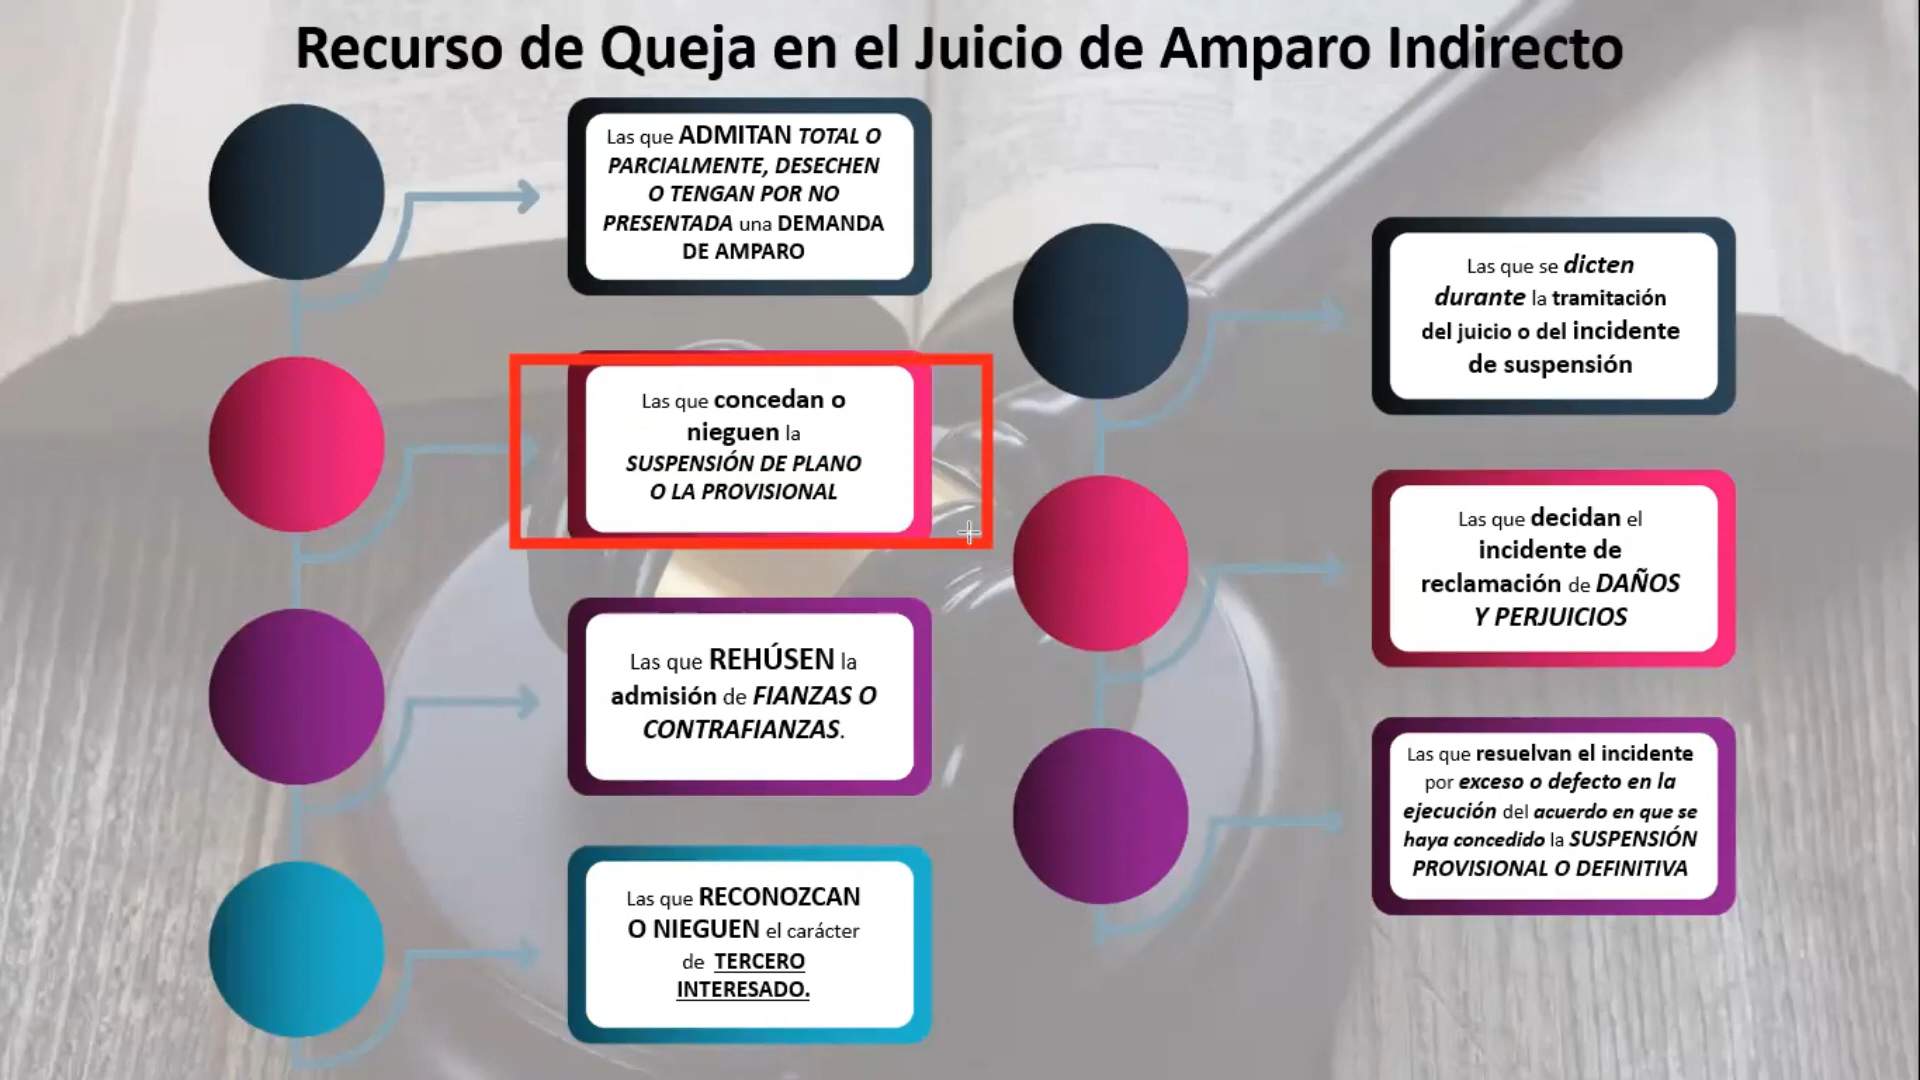 Recurso de Queja en el Juicio de Amparo Indirecto
Las que ADMITAN TOTAL O
PARCIALMENTE, DESECHEN
O TENGAN POR NO
PRESENTADA una DEMANDA
DE AMPARO
Las que concedan o
nieguen la
SUSPENSIÓN DE PLANO
O LA PROVISIONAL
Las que REHÚSEN la
admisión de FIANZAS O
CONTRAFIANZAS.
Las que RECONOZCAN
O NIEGUEN el carácter
de TERCERO
INTERESADO.
Las que se dicten
durante la tramitación
del juicio o del incidente
de suspensión
Las que decidan el
incidente de
reclamación de DAÑOS
Y PERJUICIOS
Las que resuelvan el incidente
por exceso o defecto en la
ejecución del acuerdo en que se
haya concedido la SUSPENSIÓN
PROVISIONAL O DEFINITIVA